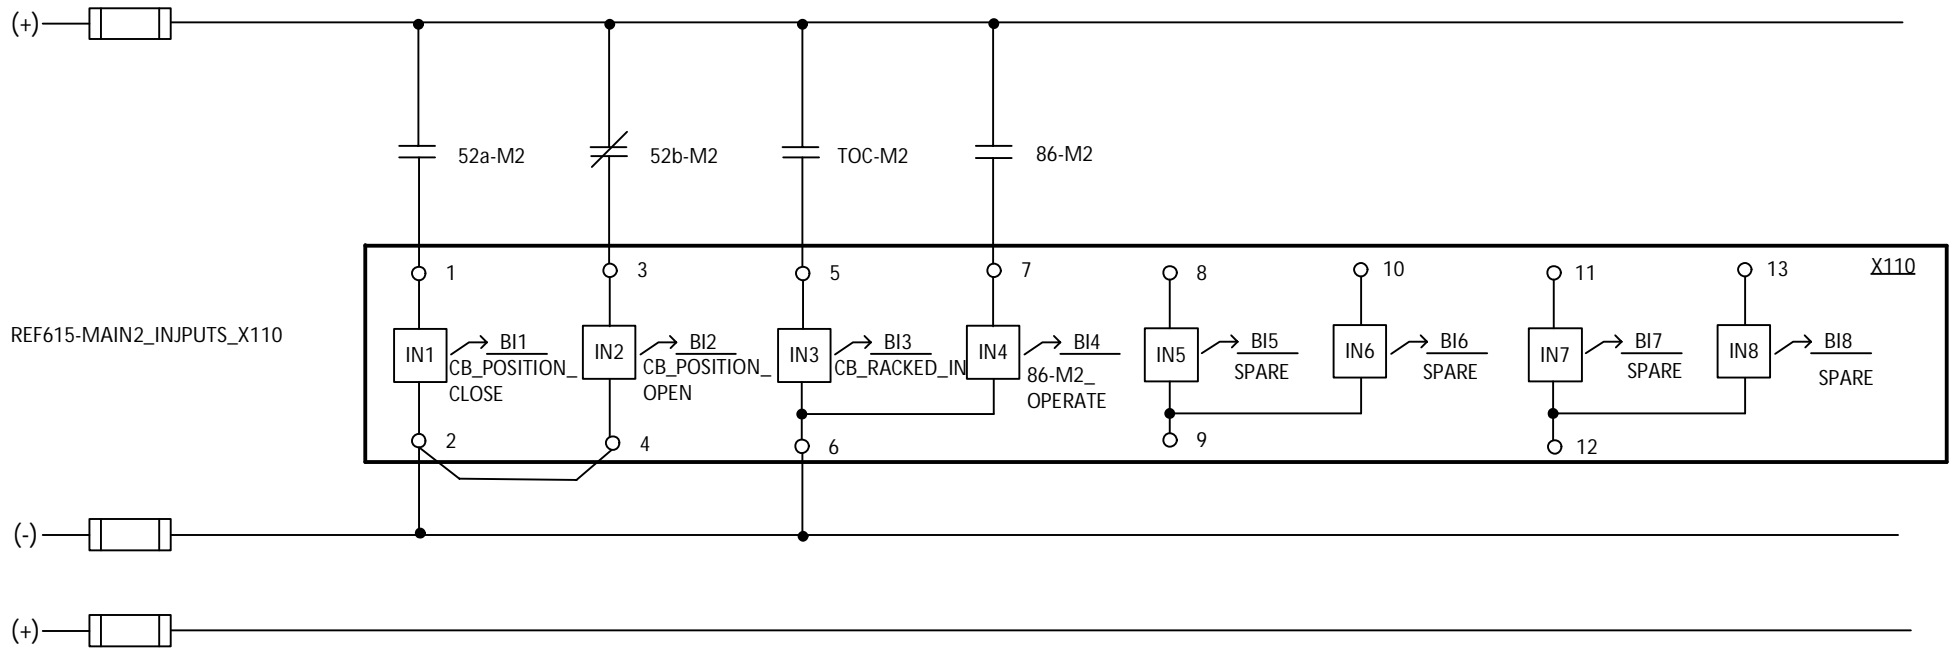 (+)
52a-M2
52b-M2
TOC-M2
86-M2
1
3
5
7
8
10
11
13
X110
REF615-MAIN2_INJPUTS_X110
IN1
BI1
CB_POSITION_
CLOSE
IN2
BI2
CB_POSITION_
OPEN
IN3
BI3
CB_RACKED_IN
IN4
BI4
86-M2_
OPERATE
IN5
BI5
SPARE
IN6
BI6
SPARE
IN7
BI7
SPARE
IN8
BI8
SPARE
2
4
6
9
12
(-)
(+)